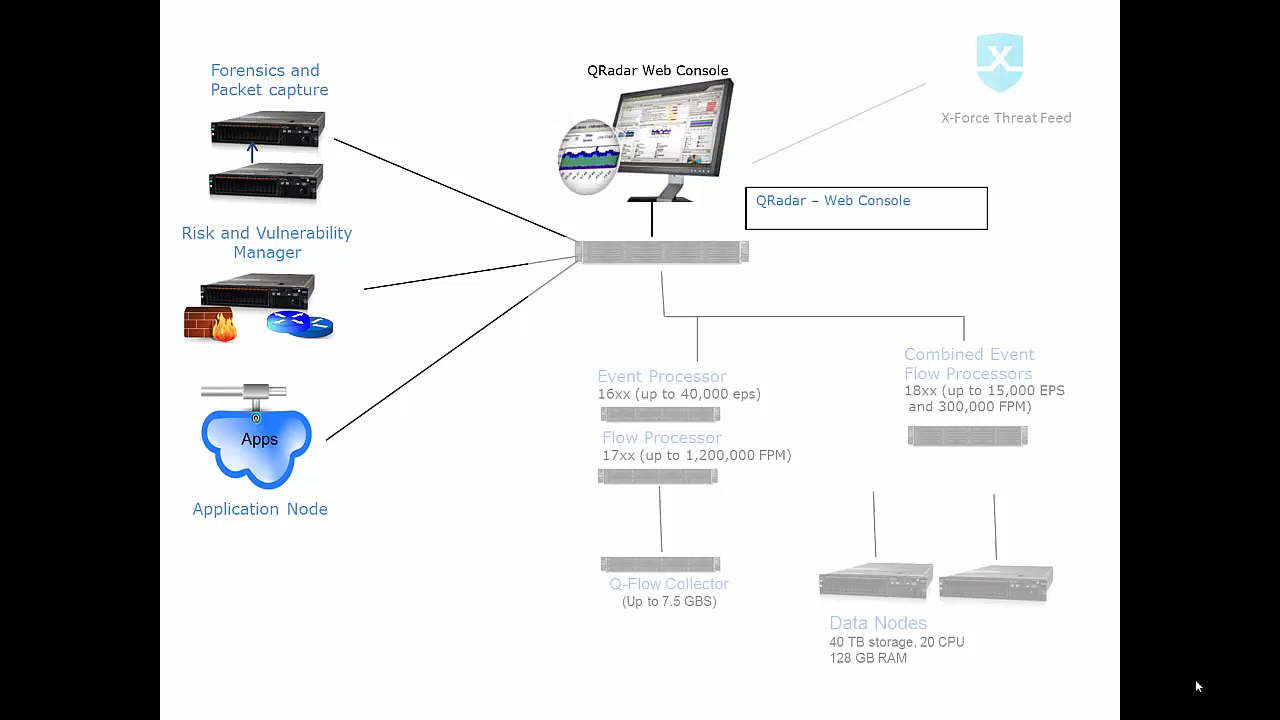 Forensics and
Packet capture
QRadar Web Console
X
X-Force Threat Feed
QRadar – Web Console
Risk and Vulnerability
Manager
Apps
Application Node
Event Processor
16xx (up to 40,000 eps)
Flow Processor
17xx (up to 1,200,000 FPM)
Combined Event
Flow Processors
18xx (up to 15,000 EPS
and 300,000 FPM)
Q-Flow Collector
(Up to 7.5 GBS)
Data Nodes
40 TB storage, 20 CPU
128 GB RAM